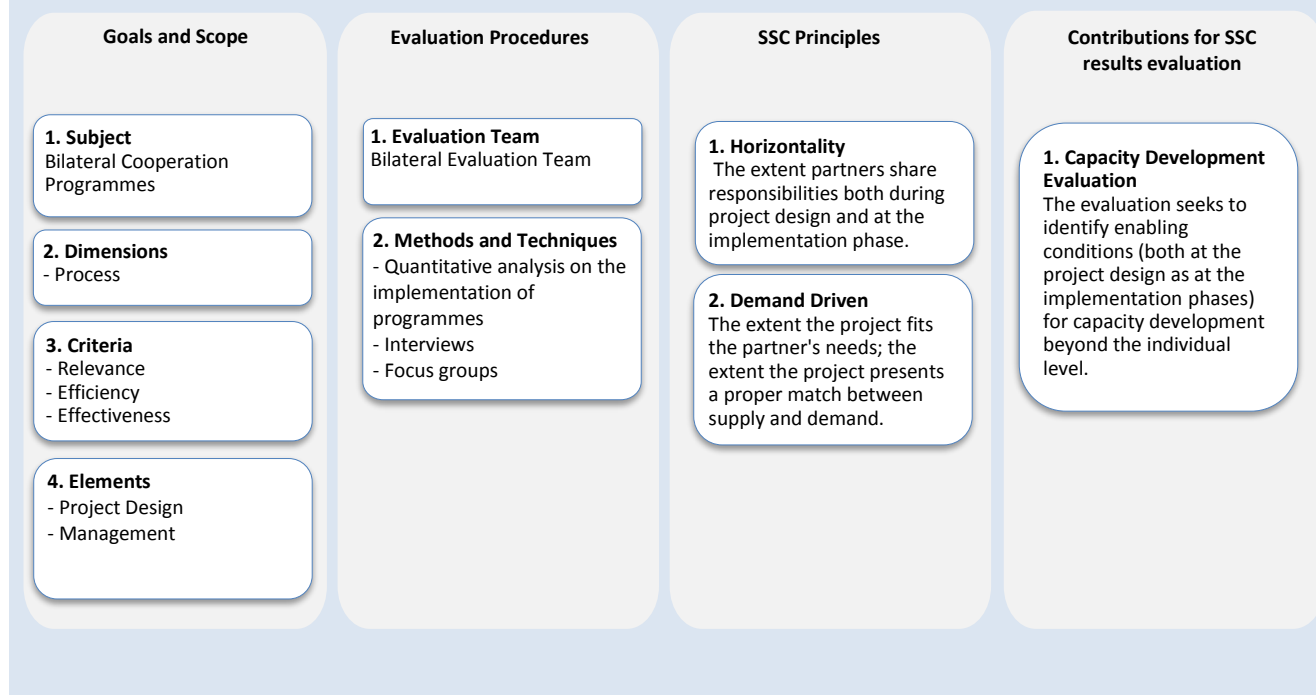 Goals and Scope
1. Subject
Bilateral Cooperation
Programmes
2. Dimensions
- Process
3. Criteria
- Relevance
- Efficiency
- Effectiveness
4. Elements
- Project Design
- Management
Evaluation Procedures
1. Evaluation Team
Bilateral Evaluation Team
2. Methods and Techniques
- Quantitative analysis on the
implementation of
programmes
- Interviews
- Focus groups
SSC Principles
1. Horizontality
The extent partners share
responsibilities both during
project design and at the
implementation phase.
2. Demand Driven
The extent the project fits
the partner's needs; the
extent the project presents
a proper match between
supply and demand.
Contributions for SSC
results evaluation
1. Capacity Development
Evaluation
The evaluation seeks to
identify enabling
conditions (both at the
project design as at the
implementation phases)
for capacity development
beyond the individual
level.